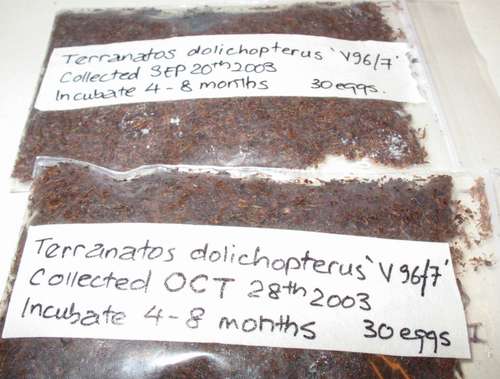 Terranatos dolichopterus 'V96/7'
Collected SEP 20th 2003
Incubate 4-8 months 30 eggs.
Terranatos dolichopterus 'V96/7'
Collected OCT 28th 2003
Incubate 4-8 months 30 eggs